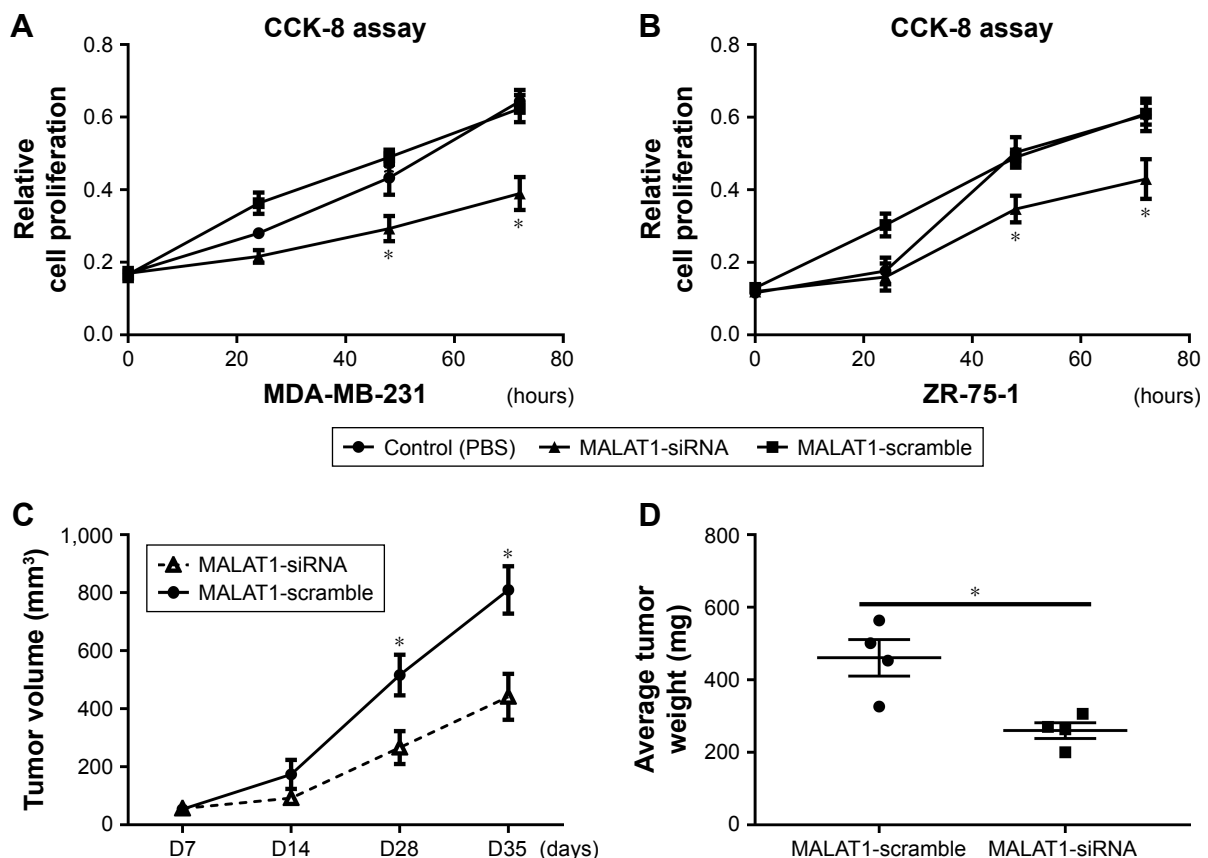 A
CCK-8 assay
Relative
cell proliferation
0.8
0.6
0.4
0.2
0.0
*
*
0
20
40
60
80
MDA-MB-231
(hours)
B
CCK-8 assay
Relative
cell proliferation
0.8
0.6
0.4
0.2
0.0
*
*
0
20
40
60
80
ZR-75-1
(hours)
Control (PBS) MALAT1-siRNA MALAT1-scramble
C
Tumor volume (mm³)
1,000
800
600
400
200
0
MALAT1-siRNA
MALAT1-scramble
*
*
D7 D14 D28 D35 (days)
D
Average tumor
weight (mg)
800
600
400
200
0
*
MALAT1-scramble MALAT1-siRNA